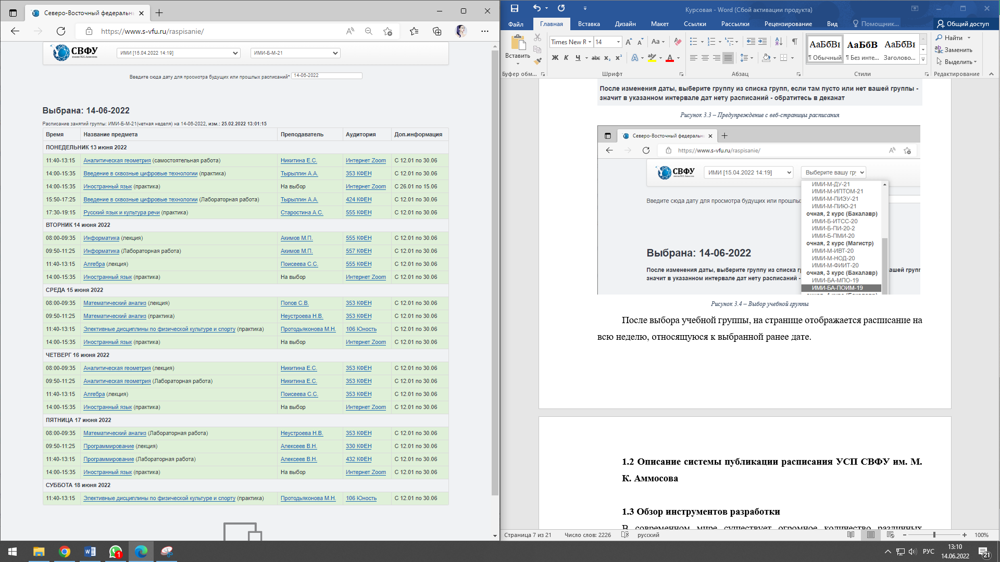 Северо-Восточный федеральн
https://www.s-vfu.ru/raspisanie/
СВФУ
ИМИ [15.04.2022 14:19]
ИМИ-Б-М-21
Введите сюда дату для просмотра будущих или прошлых расписаний*
14-06-2022
Выбрана: 14-06-2022
Расписание занятий группы: ИМИ-Б-М-21(четная неделя) на 14-06-2022, изм.: 25.02.2022 13:01:15
Время Название предмета Преподаватель Аудитория Доп.информация
ПОНЕДЕЛЬНИК 13 июня 2022
11:40-13:15 Аналитическая геометрия (самостоятельная работа) Никитина Е.С. Интернет Zoom С 12.01 по 30.06
14:00-15:35 Введение в сквозные цифровые технологии (практика) Тырылгин А.А. 353 КФЕН С 12.01 по 30.06
14:00-15:35 Иностранный язык (практика) На выбор Интернет Zoom С 26.01 по 15.06
15:50-17:25 Введение в сквозные цифровые технологии (Лабораторная работа) Тырылгин А.А. 424 КФЕН С 12.01 по 30.06
17:30-19:15 Русский язык и культура речи (практика) Старостина А.С. 555 КФЕН С 12.01 по 30.06
ВТОРНИК 14 июня 2022
08:00-09:35 Информатика (лекция) Акимов М.П. 555 КФЕН С 12.01 по 30.06
09:50-11:25 Информатика (Лабораторная работа) Акимов М.П. 557 КФЕН С 12.01 по 30.06
11:40-13:15 Алгебра (лекция) Поисеева С.С. 555 КФЕН С 12.01 по 30.06
14:00-15:35 Иностранный язык (практика) На выбор Интернет Zoom С 12.01 по 30.06
СРЕДА 15 июня 2022
08:00-09:35 Математический анализ (лекция) Попов С.В. 353 КФЕН С 12.01 по 30.06
09:50-11:25 Математический анализ (практика) Неустроева Н.В. 353 КФЕН С 12.01 по 30.06
11:40-13:15 Элективные дисциплины по физической культуре и спорту (практика) Протодьяконова М.Н. 106 Юность С 12.01 по 30.06
14:00-15:35 Иностранный язык (практика) На выбор Интернет Zoom С 12.01 по 30.06
ЧЕТВЕРГ 16 июня 2022
08:00-09:35 Аналитическая геометрия (лекция) Никитина Е.С. 353 КФЕН С 12.01 по 30.06
09:50-11:25 Аналитическая геометрия (Лабораторная работа) Никитина Е.С. 353 КФЕН С 12.01 по 30.06
11:40-13:15 Алгебра (лекция) Поисеева С.С. 353 КФЕН С 12.01 по 30.06
14:00-15:35 Иностранный язык (практика) На выбор Интернет Zoom С 12.01 по 30.06
ПЯТНИЦА 17 июня 2022
08:00-09:35 Математический анализ (Лабораторная работа) Неустроева Н.В. 353 КФЕН С 12.01 по 30.06
09:50-11:25 Программирование (лекция) Алексеев В.Н. 330 КФЕН С 12.01 по 30.06
11:40-13:15 Программирование (Лабораторная работа) Алексеев В.Н. 432 КФЕН С 12.01 по 30.06
14:00-15:35 Иностранный язык (практика) На выбор Интернет Zoom С 12.01 по 30.06
СУББОТА 18 июня 2022
11:40-13:15 Элективные дисциплины по физической культуре и спорту (практика) Протодьяконова М.Н. 106 Юность С 12.01 по 30.06
Курсовая - Word (Сбой активации продукта)
Файл Главная Вставка Дизайн Макет Ссылки Рассылки Рецензирование Вид Помощник... Общий доступ
Вставить
Times New R 14 Aa
Ж К Ч abc x₂ x²
АаБбВвI АаБбВ АаБбВвI
¶ Обычный ¶ Без инте... Заголово...
Найти
Заменить
Выделить
Буфер обм... Шрифт Абзац Стили Редактирование
После изменения даты, выберите группу из списка групп, если там пусто или нет вашей группы -
значит в указанном интервале дат нету расписаний - обратитесь в деканат
Рисунок 3.3 – Предупреждение с веб-страницы расписания
Северо-Восточный федеральн
https://www.s-vfu.ru/raspisanie/
СВФУ
ИМИ [15.04.2022 14:19]
Выберите вашу гру
ИМИ-М-ДУ-21
ИМИ-М-ИПТОМ-21
ИМИ-М-ПИЭУ-21
ИМИ-М-ПИЮ-21
очная, 2 курс (Бакалавр)
ИМИ-Б-ИТСС-20
ИМИ-Б-ПИ-20-2
ИМИ-Б-ПМИ-20
очная, 2 курс (Магистр)
ИМИ-М-ИВТ-20
ИМИ-М-НОД-20
ИМИ-М-ФИИТ-20
очная, 3 курс (Бакалавр)
ИМИ-БА-МПО-19
ИМИ-БА-ПОИМ-19
Введите сюда дату для просмотра будущих или прошлы
Выбрана: 14-06-2022
После изменения даты, выберите группу из списка г
ашей групп
значит в указанном интервале дат нету расписаний -
Рисунок 3.4 – Выбор учебной группы
После выбора учебной группы, на странице отображается расписание на
всю неделю, относящуюся к выбранной ранее дате.
1.2 Описание системы публикации расписания УСП СВФУ им. М.
К. Аммосова
1.3 Обзор инструментов разработки
В современном мире существует огромное количество различных
Страница 7 из 21 Число слов: 2226 русский 100%
1
РУС
13:10
14.06.2022
21